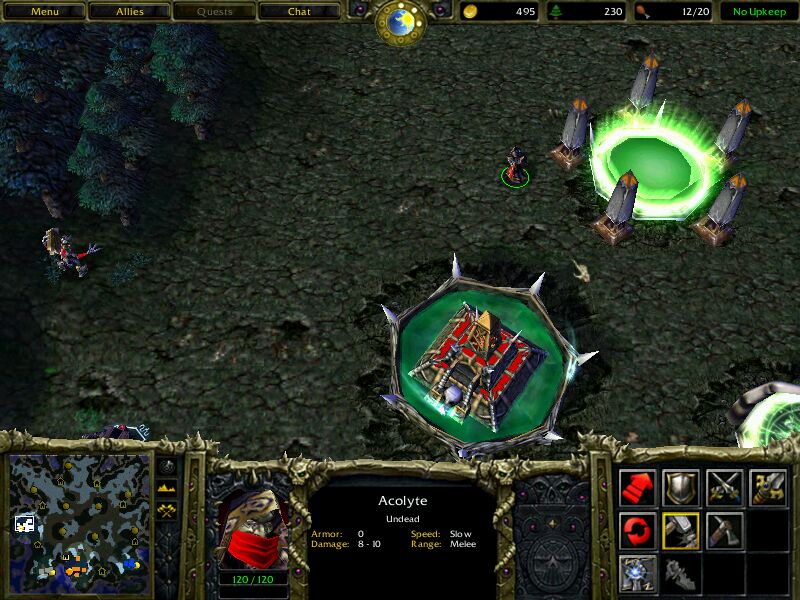 Menu Allies Quests Chat 495 230 12/20 No Upkeep
Acolyte
Undead
Armor: 0 Speed: Slow
Damage: 8 - 10 Range: Melee
120 / 120